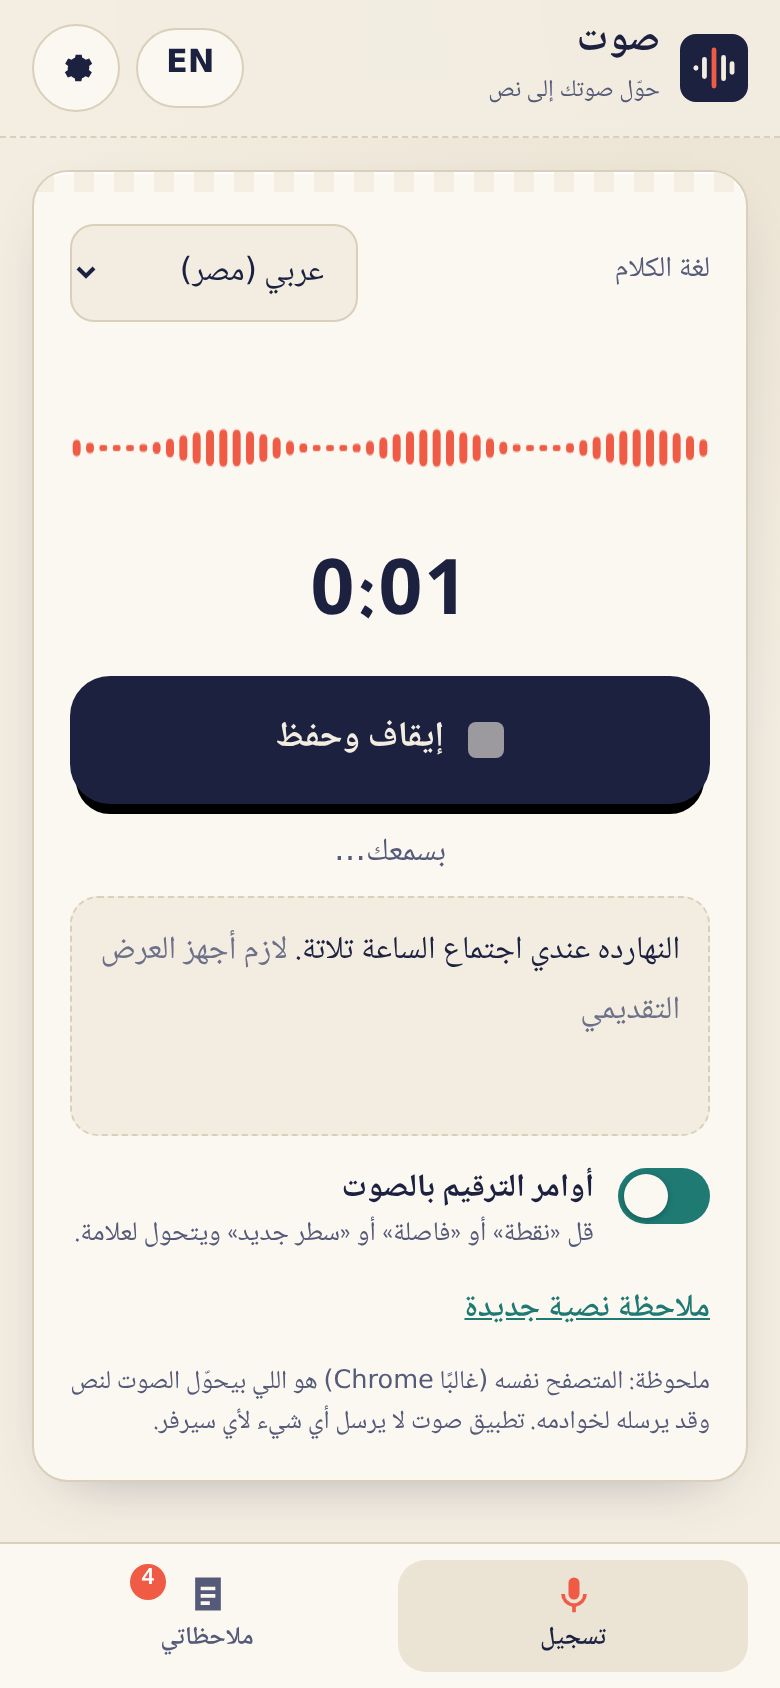 صوت
حوّل صوتك إلى نص
EN
لغة الكلام
عربي (مصر)
0:01
إيقاف وحفظ
بسمعك...
النهارده عندي اجتماع الساعة تلاتة. لازم أجهز العرض
التقديمي
أوامر الترقيم بالصوت
قل «نقطة» أو «فاصلة» أو «سطر جديد» ويتحول لعلامة.
ملاحظة نصية جديدة
ملحوظة: المتصفح نفسه (غالبًا Chrome) هو اللي بيحوّل الصوت لنص
وقد يرسله لخوادمه. تطبيق صوت لا يرسل أي شيء لأي سيرفر.
تسجيل
4
ملاحظاتي